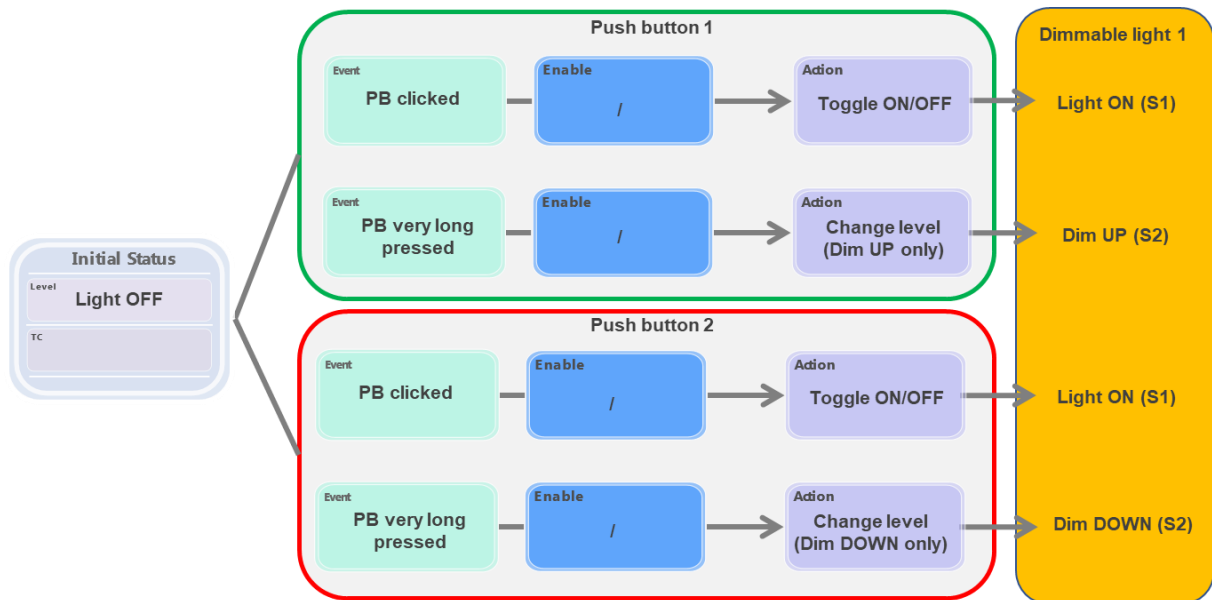 Push button 1
Dimmable light 1
Event
PB clicked
Enable
/
Action
Toggle ON/OFF
Light ON (S1)
Event
PB very long
pressed
Enable
/
Action
Change level
(Dim UP only)
Dim UP (S2)
Initial Status
Level
Light OFF
TC
Push button 2
Event
PB clicked
Enable
/
Action
Toggle ON/OFF
Light ON (S1)
Event
PB very long
pressed
Enable
/
Action
Change level
(Dim DOWN only)
Dim DOWN (S2)